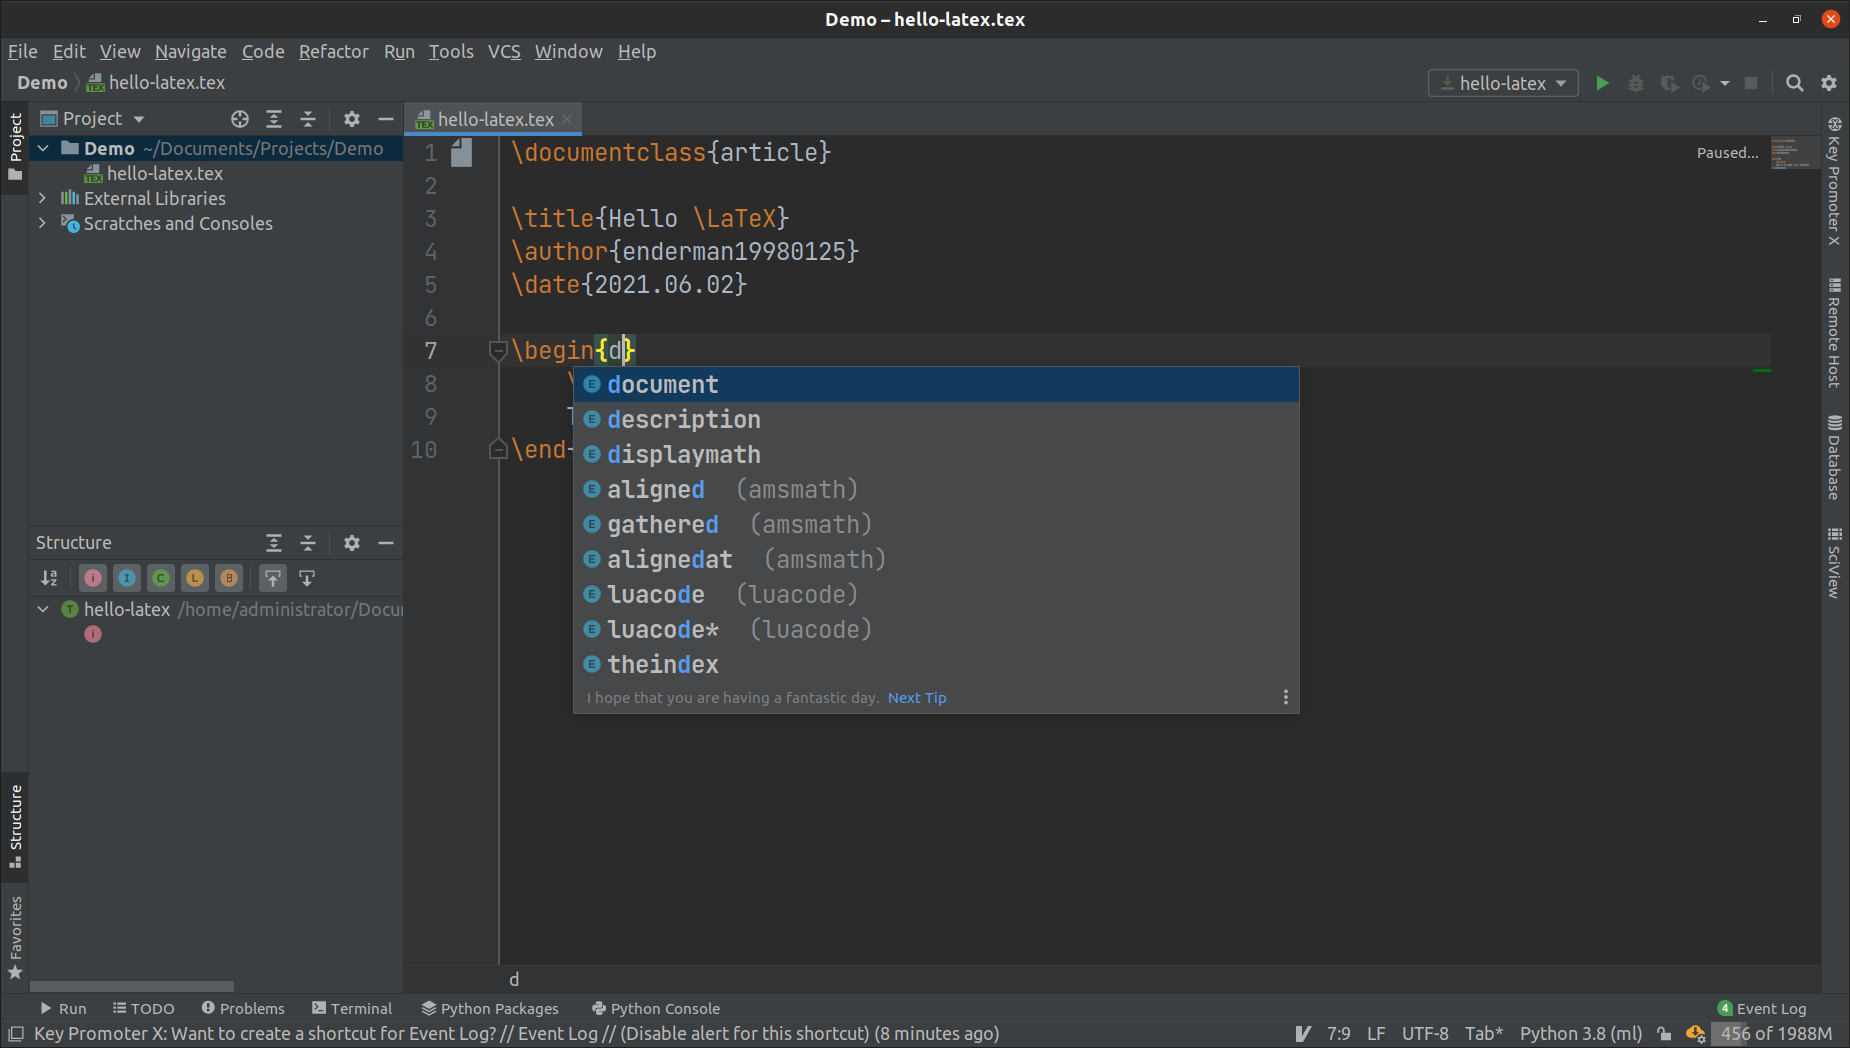 Demo – hello-latex.tex
File Edit View Navigate Code Refactor Run Tools VCS Window Help
Demo hello-latex.tex hello-latex
Project
Project
Demo ~/Documents/Projects/Demo
hello-latex.tex
External Libraries
Scratches and Consoles
Structure
hello-latex /home/administrator/Docu
Structure
Favorites
hello-latex.tex
1 \documentclass{article}
2
3 \title{Hello \LaTeX}
4 \author{enderman19980125}
5 \date{2021.06.02}
6
7 \begin{d}
8 \
9
10 \end
Paused...
document
description
displaymath
aligned (amsmath)
gathered (amsmath)
alignedat (amsmath)
luacode (luacode)
luacode* (luacode)
theindex
I hope that you are having a fantastic day. Next Tip
d
Key Promoter X
Remote Host
Database
SciView
Run TODO Problems Terminal Python Packages Python Console 4 Event Log
Key Promoter X: Want to create a shortcut for Event Log? // Event Log // (Disable alert for this shortcut) (8 minutes ago) 7:9 LF UTF-8 Tab* Python 3.8 (ml) 456 of 1988M